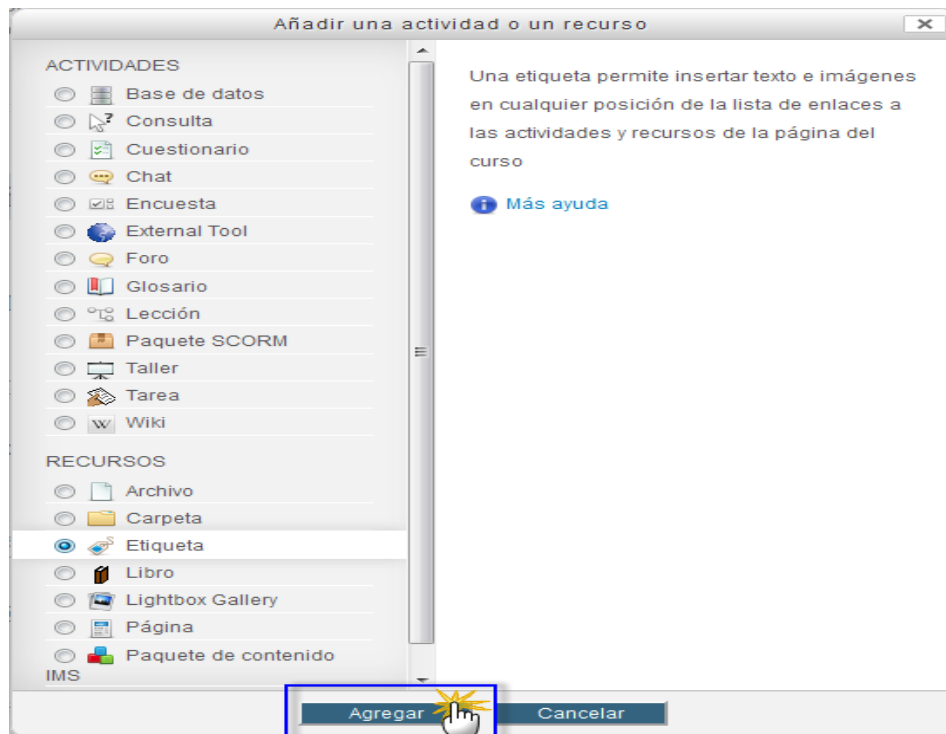 Añadir una actividad o un recurso
ACTIVIDADES
Base de datos
Consulta
Cuestionario
Chat
Encuesta
External Tool
Foro
Glosario
Lección
Paquete SCORM
Taller
Tarea
Wiki
RECURSOS
Archivo
Carpeta
Etiqueta
Libro
Lightbox Gallery
Página
Paquete de contenido
IMS
Una etiqueta permite insertar texto e imágenes
en cualquier posición de la lista de enlaces a
las actividades y recursos de la página del
curso
Más ayuda
Agregar
Cancelar